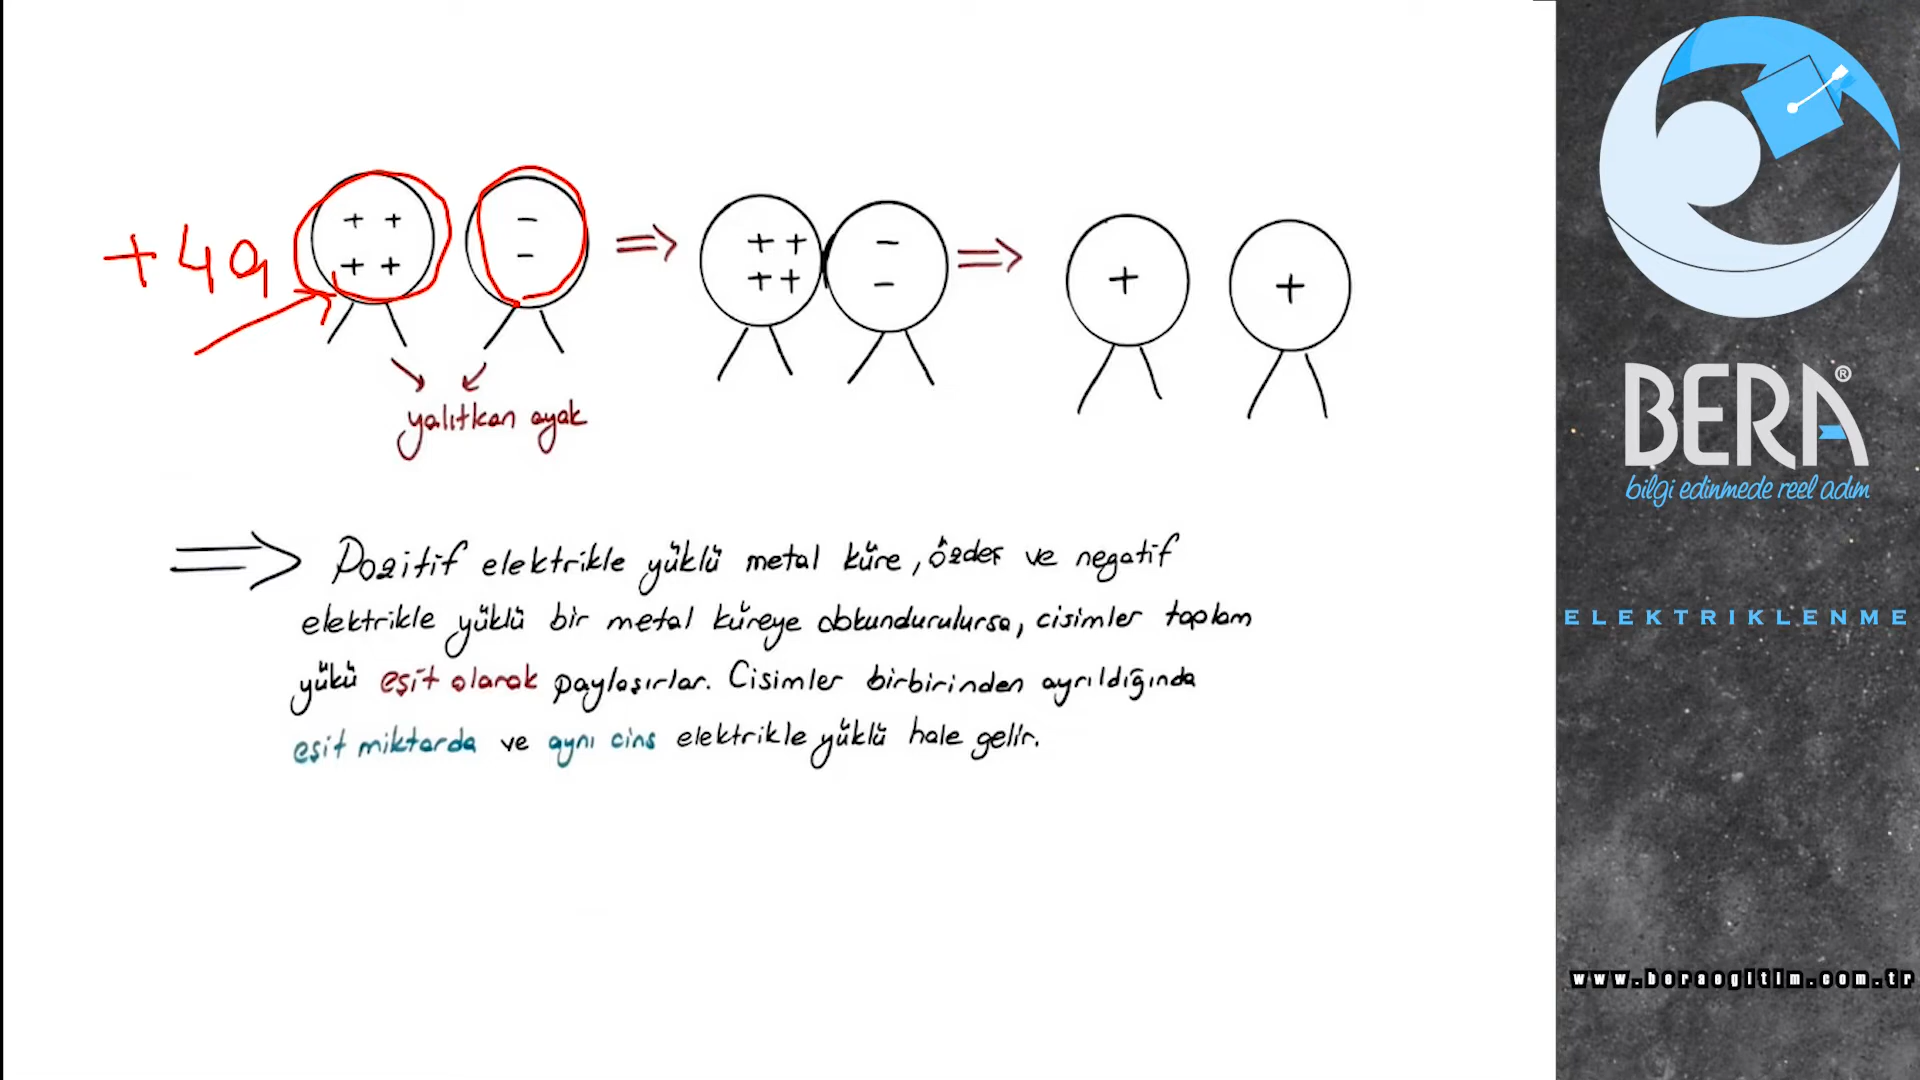 +4q
+ +
+ +
-
-
⇒
+ +
+ +
-
-
⇒
+
+
yalıtkan ayak
⇒ Pozitif elektrikle yüklü metal küre, özdeş ve negatif
elektrikle yüklü bir metal küreye dokundurulursa, cisimler toplam
yükü eşit olarak paylaşırlar. Cisimler birbirinden ayrıldığında
eşit miktarda ve aynı cins elektrikle yüklü hale gelir.
BERA®
bilgi edinmede reel adım
ELEKTRIKLENME
www.beraegitim.com.tr